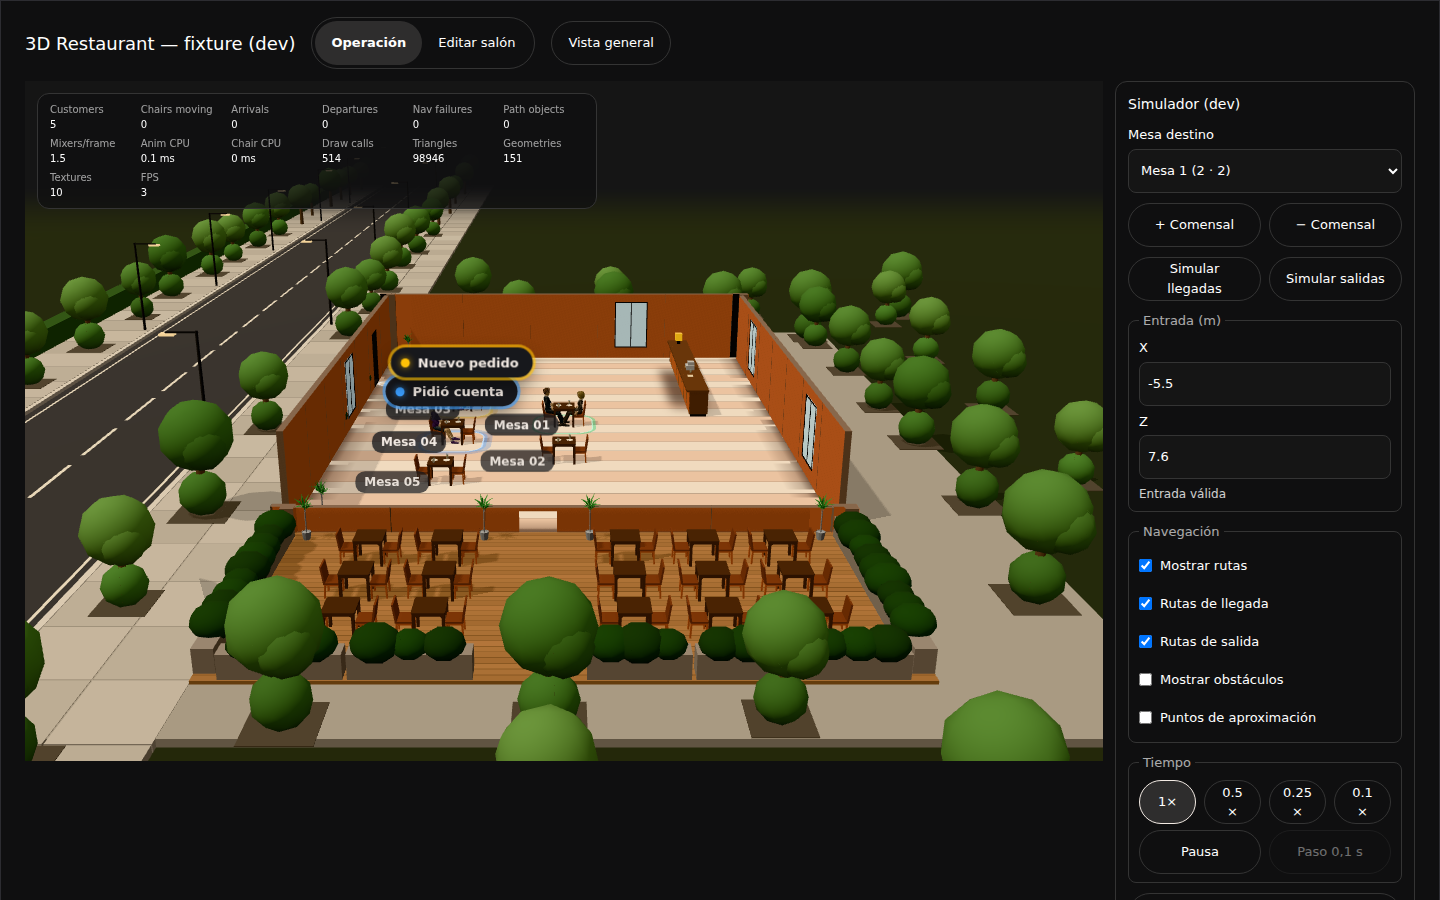 3D Restaurant — fixture (dev)
Operación
Editar salón
Vista general
Customers
Chairs moving
Arrivals
Departures
Nav failures
Path objects
5
0
0
0
0
0
Mixers/frame
Anim CPU
Chair CPU
Draw calls
Triangles
Geometries
1.5
0.1 ms
0 ms
514
98946
151
Textures
FPS
10
3
Nuevo pedido
Pidió cuenta
Mesa 03
Mesa 01
Mesa 04
Mesa 02
Mesa 05
Simulador (dev)
Mesa destino
Mesa 1 (2 · 2)
+ Comensal
− Comensal
Simular
llegadas
Simular salidas
Entrada (m)
X
-5.5
Z
7.6
Entrada válida
Navegación
Mostrar rutas
Rutas de llegada
Rutas de salida
Mostrar obstáculos
Puntos de aproximación
Tiempo
1×
0.5
×
0.25
×
0.1
×
Pausa
Paso 0,1 s